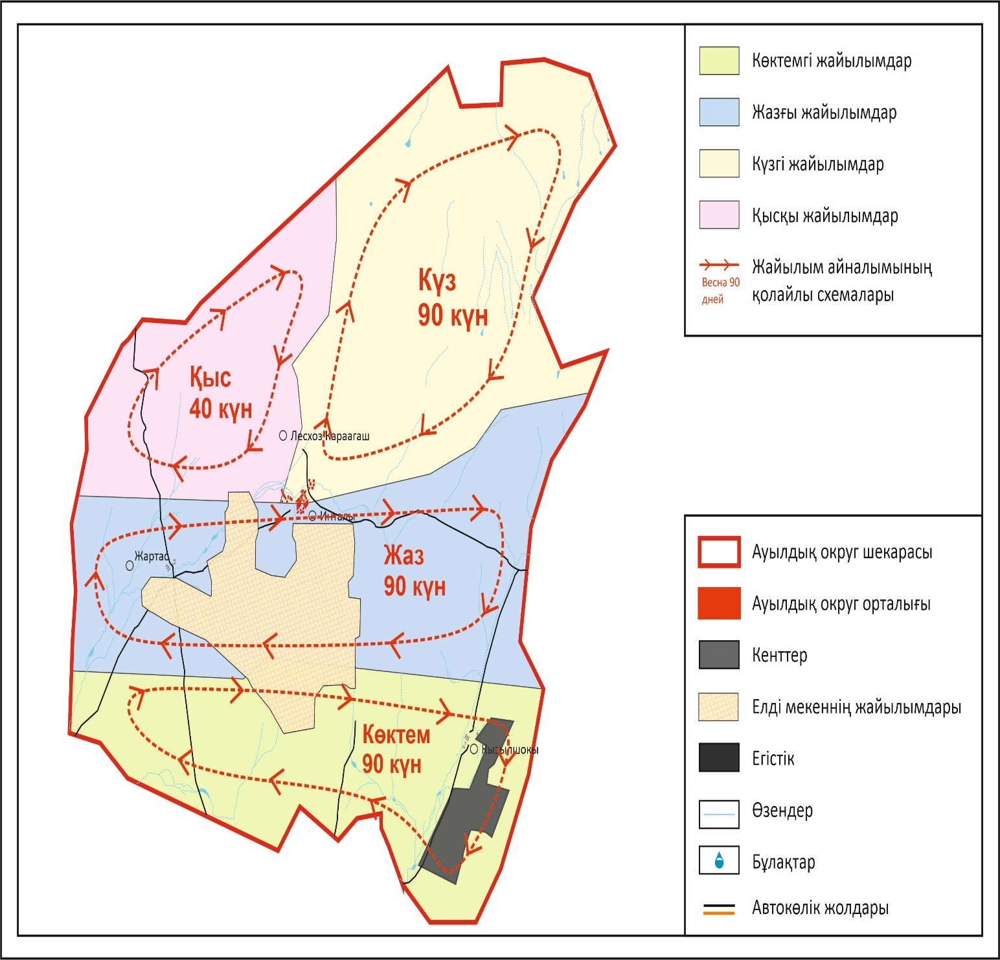 Көктемгі жайылымдар
Жазғы жайылымдар
Күзгі жайылымдар
Қысқы жайылымдар
Жайылым айналымының
қолайлы схемалары
Весна 90
дней
Күз
90 күн
Қыс
40 күн
Лесхоз Караагаш
Инталы
Жартас
Жаз
90 күн
Көктем
90 күн
Кызылшокы
Ауылдық округ шекарасы
Ауылдық округ орталығы
Кенттер
Елді мекеннің жайылымдары
Егістік
Өзендер
Бұлақтар
Автокөлік жолдары